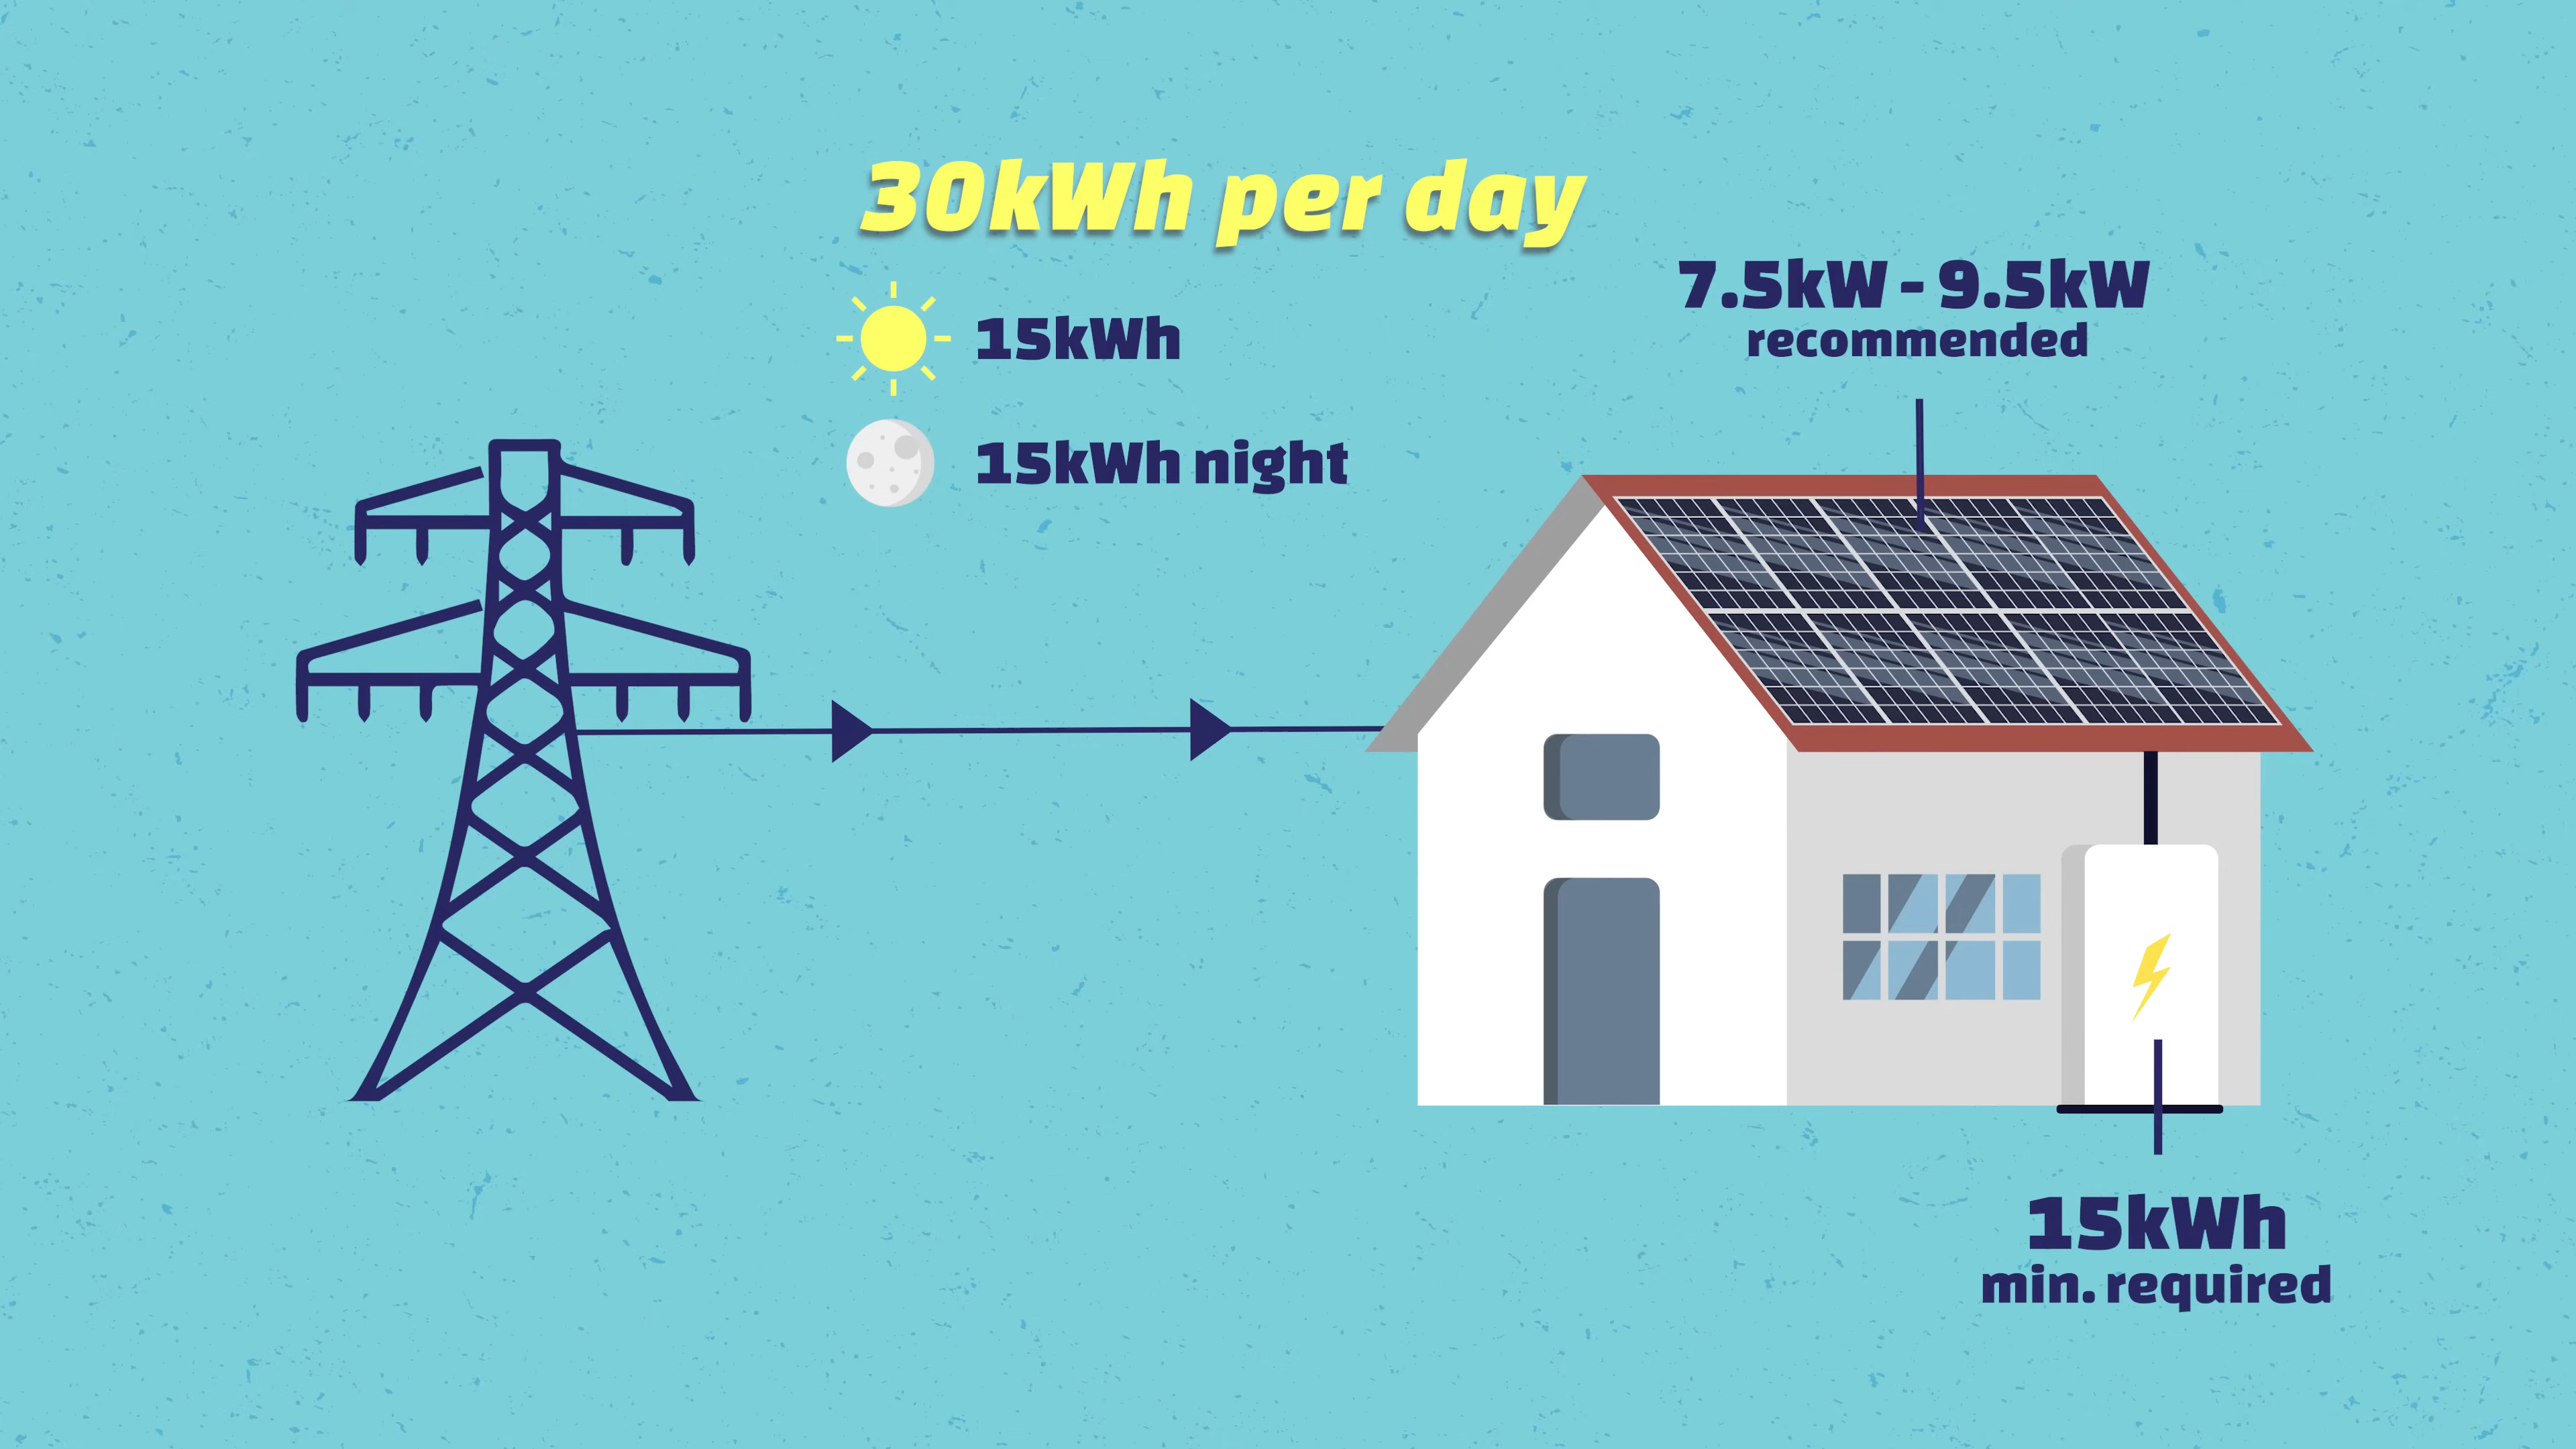 30kWh per day
15kWh
15kWh night
7.5kW - 9.5kW
recommended
15kWh
min. required